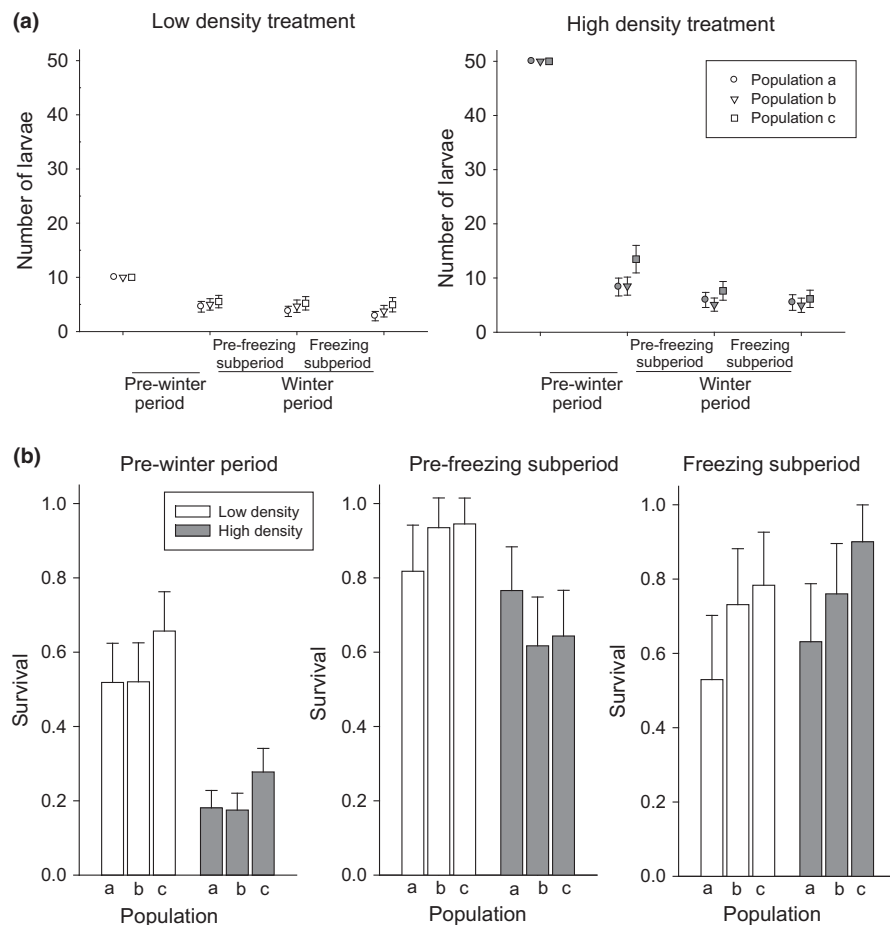 (a)
Low density treatment
Number of larvae
50
40
30
20
10
0
Pre-freezing subperiod
Freezing subperiod
Pre-winter period
Winter period
High density treatment
Population a
Population b
Population c
Number of larvae
50
40
30
20
10
0
Pre-freezing subperiod
Freezing subperiod
Pre-winter period
Winter period
(b)
Pre-winter period
Low density
High density
Survival
1.0
0.8
0.6
0.4
0.2
0.0
a b c a b c
Population
Pre-freezing subperiod
Survival
1.0
0.8
0.6
0.4
0.2
0.0
a b c a b c
Population
Freezing subperiod
Survival
1.0
0.8
0.6
0.4
0.2
0.0
a b c a b c
Population